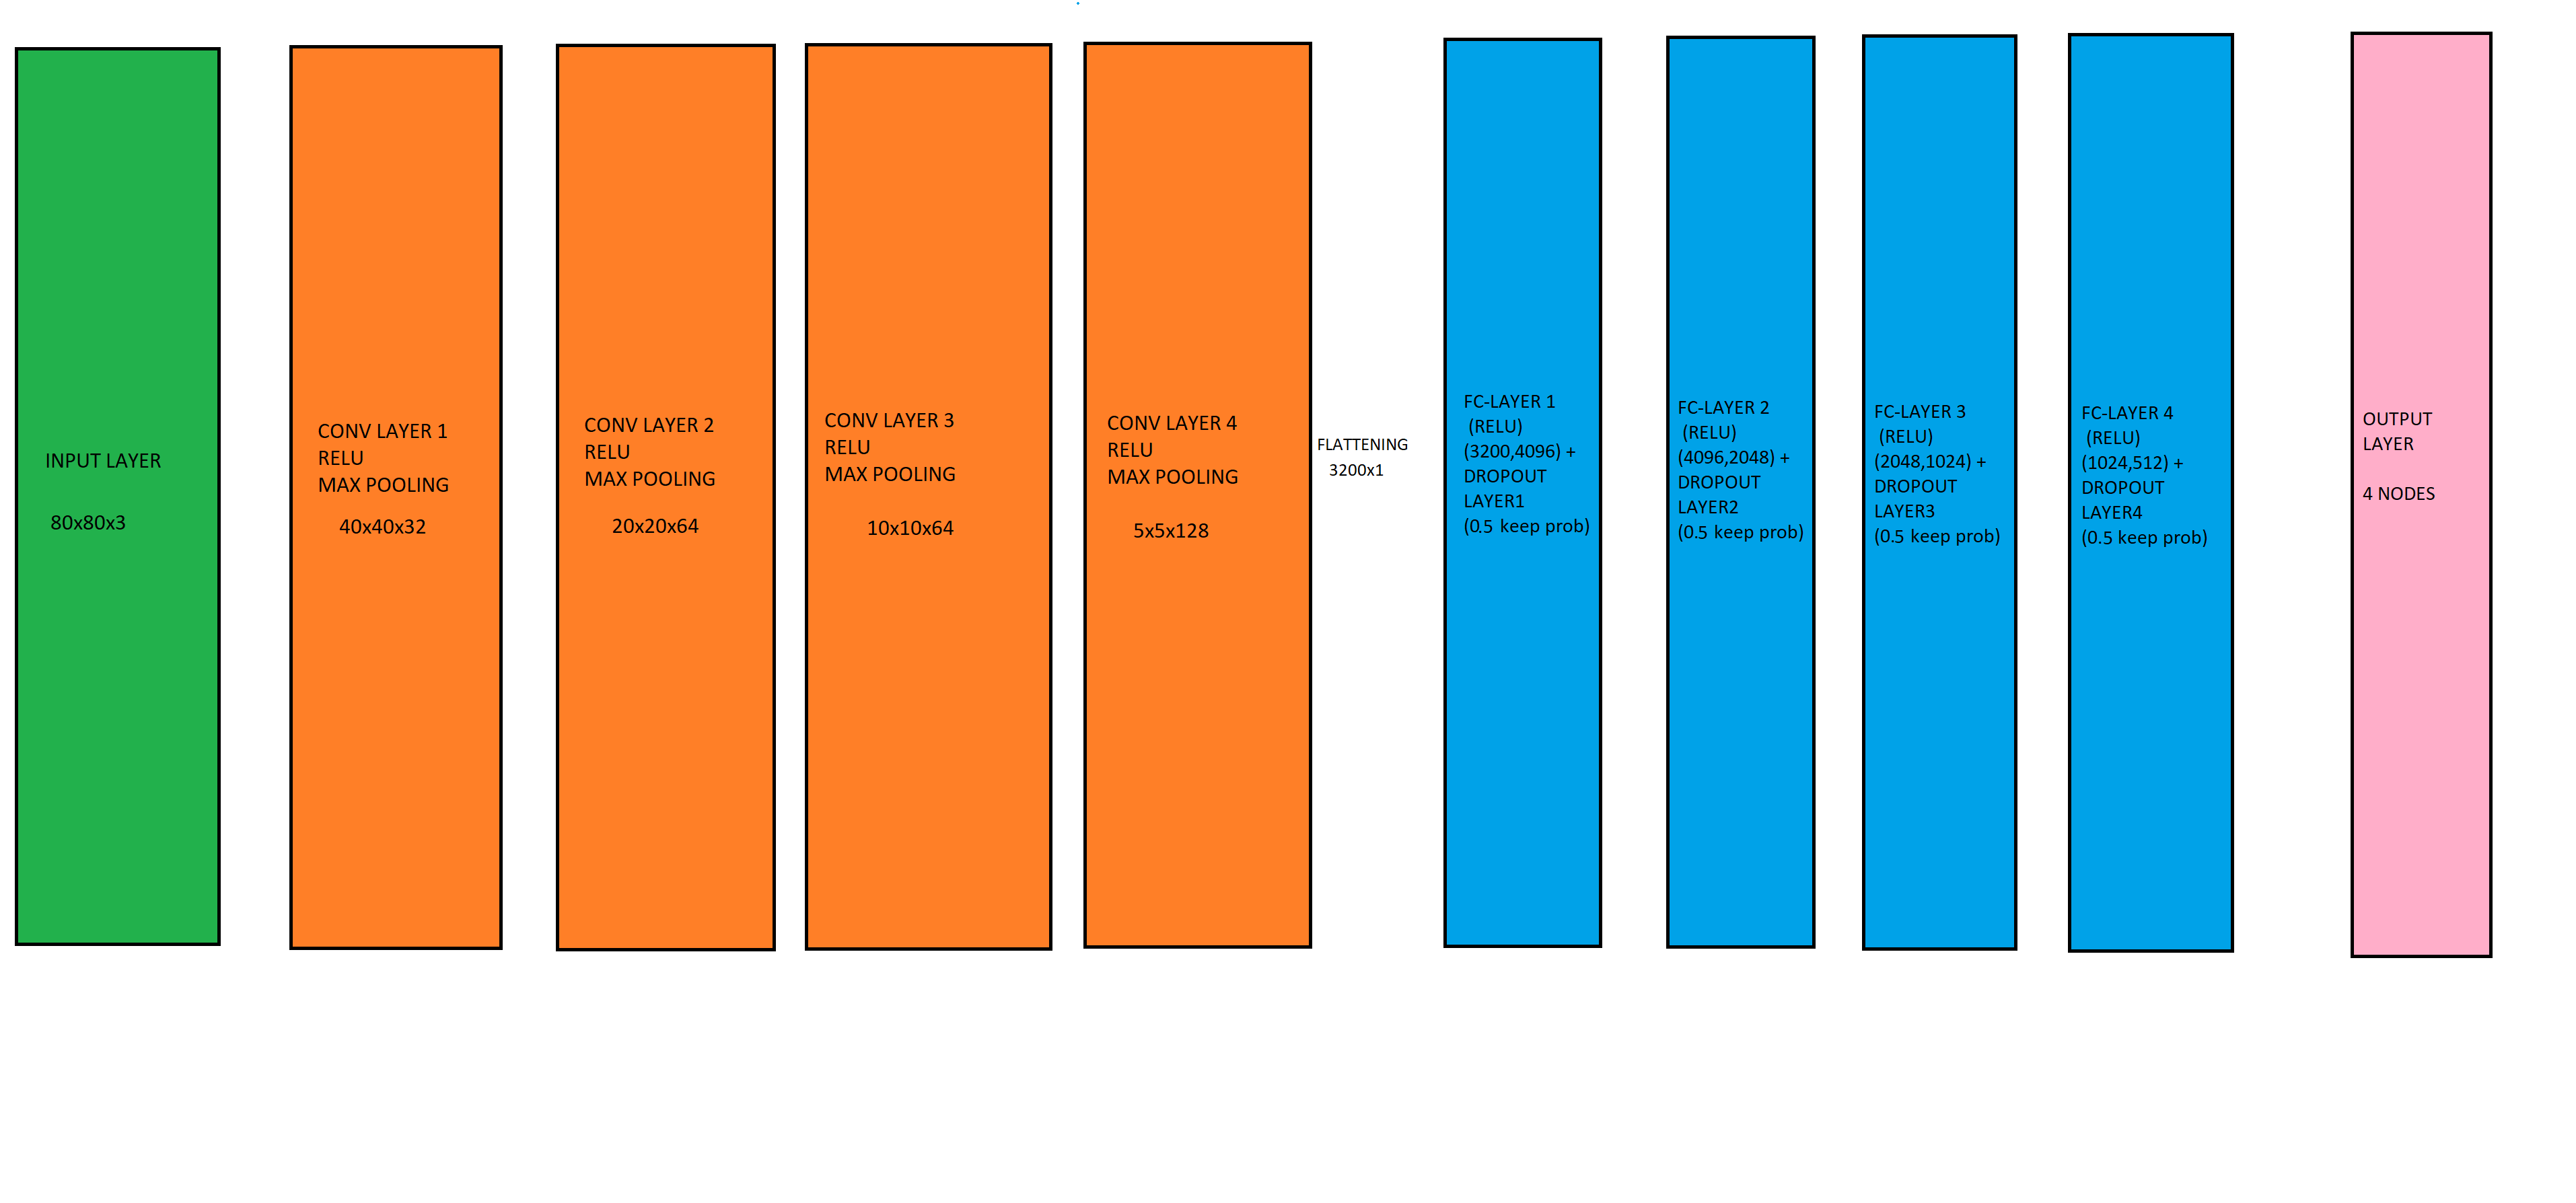 INPUT LAYER
80x80x3
CONV LAYER 1
RELU
MAX POOLING
40x40x32
CONV LAYER 2
RELU
MAX POOLING
20x20x64
CONV LAYER 3
RELU
MAX POOLING
10x10x64
CONV LAYER 4
RELU
MAX POOLING
5x5x128
FLATTENING
3200x1
FC-LAYER 1
(RELU)
(3200,4096) +
DROPOUT
LAYER1
(0.5 keep prob)
FC-LAYER 2
(RELU)
(4096,2048) +
DROPOUT
LAYER2
(0.5 keep prob)
FC-LAYER 3
(RELU)
(2048,1024) +
DROPOUT
LAYER3
(0.5 keep prob)
FC-LAYER 4
(RELU)
(1024,512) +
DROPOUT
LAYER4
(0.5 keep prob)
OUTPUT
LAYER
4 NODES